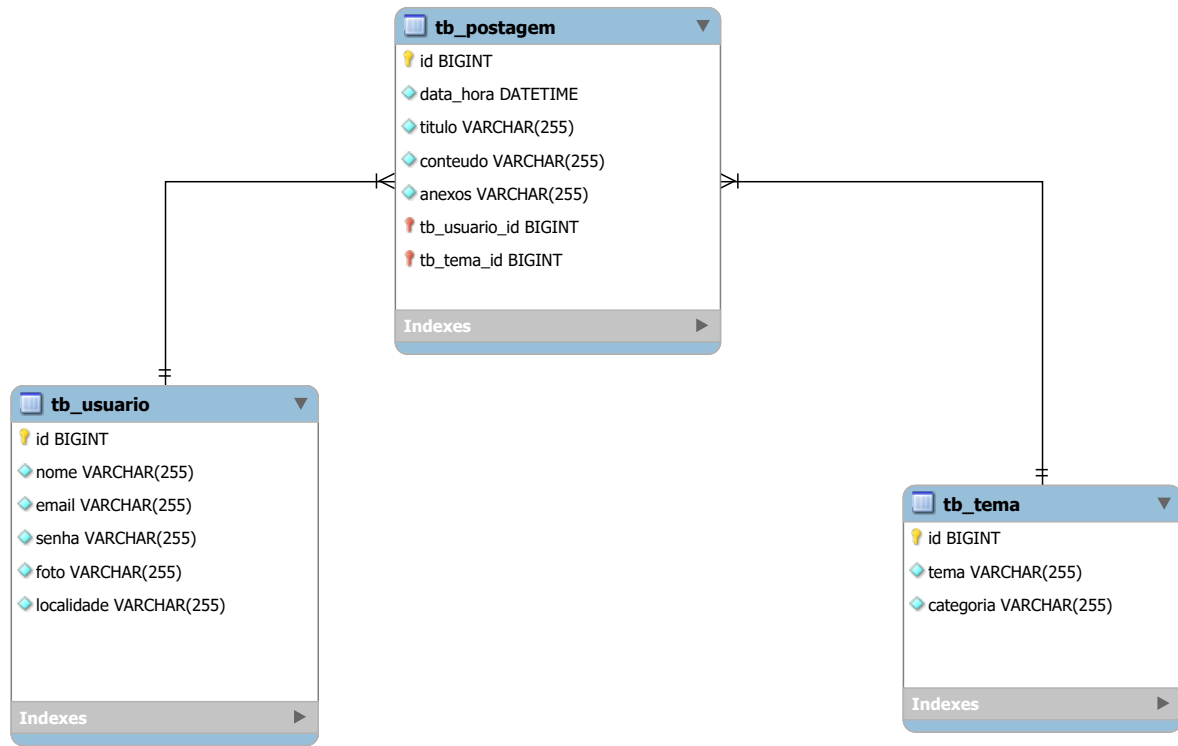 tb_postagem
id BIGINT
data_hora DATETIME
titulo VARCHAR(255)
conteudo VARCHAR(255)
anexos VARCHAR(255)
tb_usuario_id BIGINT
tb_tema_id BIGINT
Indexes
tb_usuario
id BIGINT
nome VARCHAR(255)
email VARCHAR(255)
senha VARCHAR(255)
foto VARCHAR(255)
localidade VARCHAR(255)
Indexes
tb_tema
id BIGINT
tema VARCHAR(255)
categoria VARCHAR(255)
Indexes